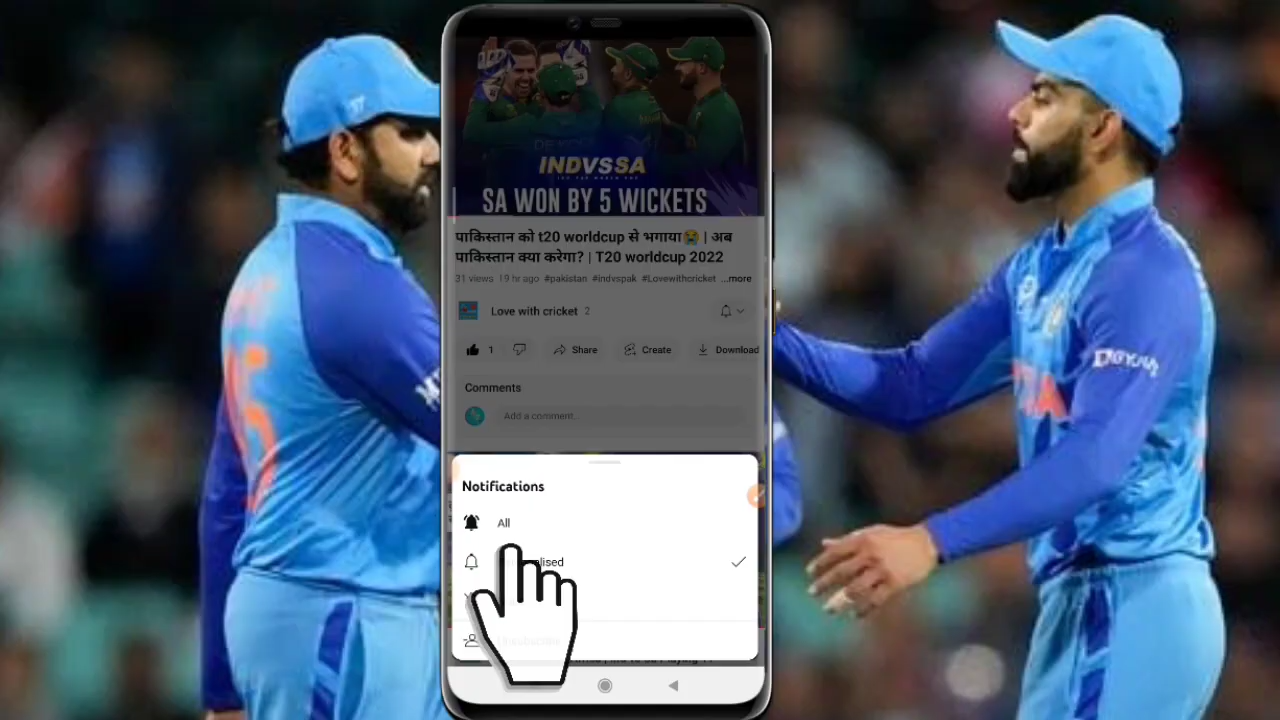 INDVSSA
SA WON BY 5 WICKETS
पाकिस्तान को t20 worldcup से भगाया😭 | अब
पाकिस्तान क्या करेगा? | T20 worldcup 2022
31 views 19 hr ago #pakistan #indvspak #Lovewithcricket ...more
Love with cricket 2
1 Share Create Download
Comments
Add a comment...
Notifications
All
Unsubscribe